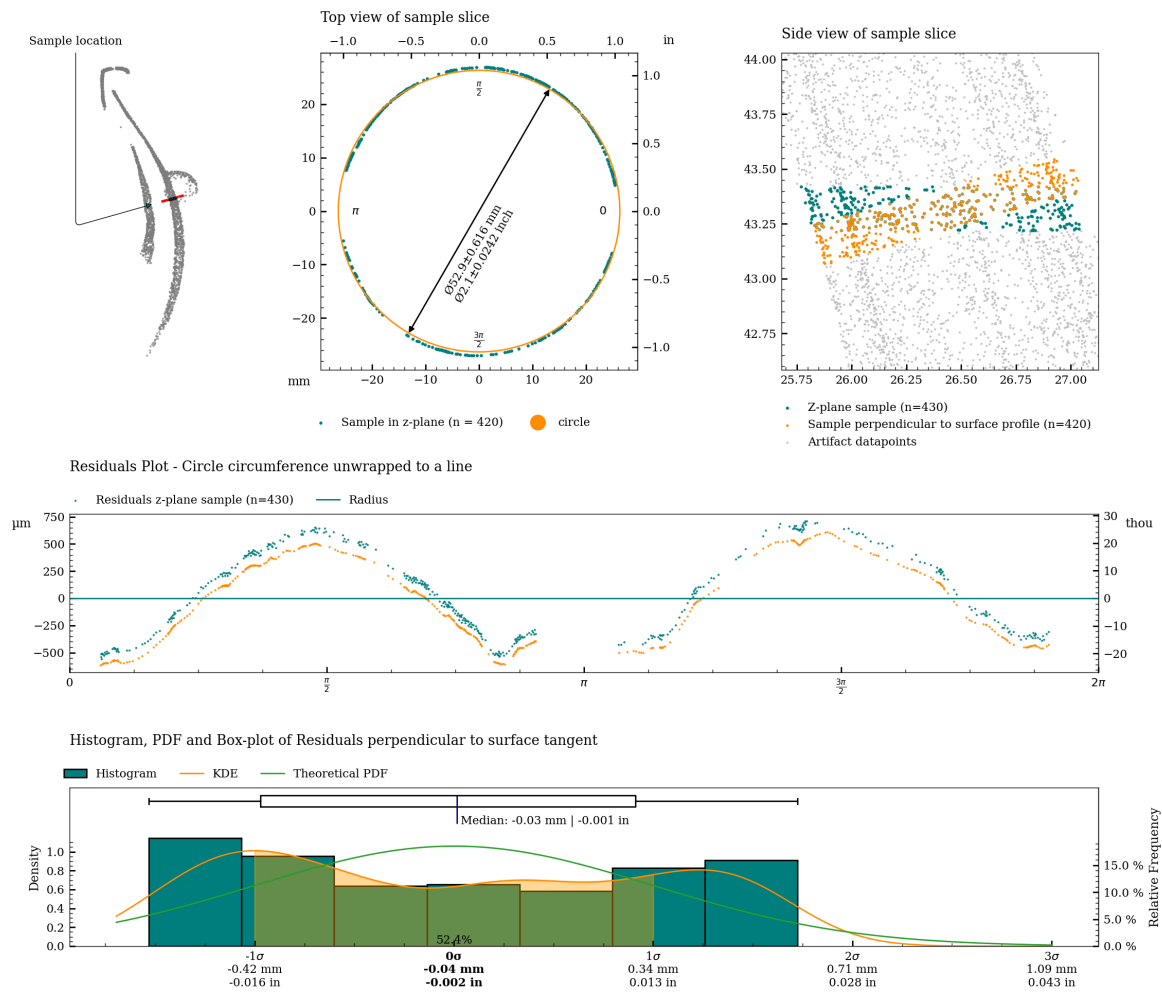 Sample location
Top view of sample slice
−1.0 −0.5 0.0 0.5 1.0 in
20
10
0
−10
−20
mm
1.0
0.5
0.0
−0.5
−1.0
π/2
π
0
3π/2
Ø52.9±0.616 mm
Ø2.1±0.0242 inch
−20 −10 0 10 20
Sample in z-plane (n = 420) circle
Side view of sample slice
44.00
43.75
43.50
43.25
43.00
42.75
25.75 26.00 26.25 26.50 26.75 27.00
Z-plane sample (n=430)
Sample perpendicular to surface profile (n=420)
Artifact datapoints
Residuals Plot - Circle circumference unwrapped to a line
Residuals z-plane sample (n=430) Radius
µm
750
500
250
0
−250
−500
thou
30
20
10
0
−10
−20
0 π/2 π 3π/2 2π
Histogram, PDF and Box-plot of Residuals perpendicular to surface tangent
Histogram KDE Theoretical PDF
Median: -0.03 mm | -0.001 in
Density
1.0
0.8
0.6
0.4
0.2
0.0
Relative Frequency
15.0 %
10.0 %
5.0 %
0.0 %
52.4%
-1σ 0σ 1σ 2σ 3σ
-0.42 mm -0.04 mm 0.34 mm 0.71 mm 1.09 mm
-0.016 in -0.002 in 0.013 in 0.028 in 0.043 in